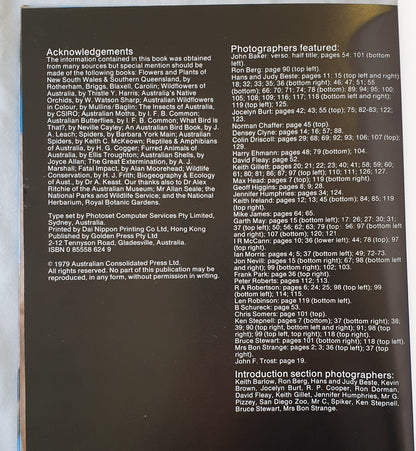 Acknowledgements
The information contained in this book was obtained
from many sources but special mention should be
made of the following books: Flowers and Plants of
New South Wales & Southern Queensland, by
Rotherham, Briggs, Blaxell, Carolin; Wildflowers of
Australia, by Thistle Y. Harris; Australia's Native
Orchids, by W. Watson Sharp; Australian Wildflowers
in Colour, by Mullins/Baglin; The Insects of Australia,
by CSIRO, Australian Moths, by I. F. B. Common;
Australian Butterflies, by I. F. B. Common; What Bird is
That?, by Neville Cayley; An Australian Bird Book, by J.
A. Leach; Spiders, by Barbara York Main; Australian
Spiders, by Keith C. McKeown; Reptiles & Amphibians
of Australia, by H. G. Cogger; Furred Animals of
Australia, by Ellis Troughton; Australian Shells, by
Joyce Allan; The Great Extermination, by A. J.
Marshall; Fatal Impact, by Alan Moorehead; Wildlife
Conservation, by H. J. Frith; Biogeography & Ecology
of Aust., by Dr A. Keast. Our thanks also to Dr Alex
Ritchie of the Australian Museum; Mr Allan Seale; the
National Parks and Wildlife Service; and the National
Herbarium, Royal Botanic Gardens.
Type set by Photoset Computer Services Pty Limited,
Sydney, Australia.
Printed by Dai Nippon Printing Co Ltd, Hong Kong
Published by Golden Press Pty Ltd
2-12 Tennyson Road, Gladesville, Australia.
ISBN 0 85558 624 9
© 1979 Australian Consolidated Press Ltd.
All rights reserved. No part of this publication may be
reproduced, in any form, without permission in writing.
Photographers featured:
John Baker: verso, half title; pages 54; 101 (bottom
left).
Ron Berg: page 90 (top left).
Hans and Judy Beste: pages 11; 15 (top left and right)
18; 32; 33; 35; 36 (bottom right); 46; 47; 51; 55
(bottom); 66; 70; 71; 74; 78 (bottom); 89; 94; 95; 100;
105; 108; 109; 116; 117; 118 (bottom left and right);
119 (top left); 125.
Jocelyn Burt: pages 42; 43; 55 (top); 75; 82-83; 122;
123.
Norman Chaffer: page 45 (top).
Densey Clyne: pages 14; 16; 57; 88.
Colin Driscoll: pages 29; 68; 69; 92; 93; 106; 107 (top);
129.
Harry Ehmann: pages 48; 79; 104.
David Fleay: page 52.
Keith Gillett: pages 20; 21; 22; 23; 40; 41; 58; 59; 60;
61; 80; 81; 86; 87; 97 (top left); 110; 111; 126; 127.
Max Head: pages 7 (top); 119 (bottom right).
Geoff Higgins: pages 8; 9; 28.
Jennifer Humphries: pages 34; 124.
Keith Ireland: pages 12; 13; 45 (bottom); 84; 85; 119
(top right).
Mike James: pages 64; 65.
Garth May: pages 15 (bottom left); 17; 26; 27; 30; 31;
37 (top left); 50; 56; 62; 63; 79 (top); 96; 97 (bottom left
and right); 107 (bottom); 120; 121.
I R McCann: pages 10; 36 (lower left); 44; 78 (top); 97
(top right).
Ian Morris: pages 4; 5; 37 (bottom left); 49; 72-73.
Jon Nevill: pages 15 (bottom right); 67; 98 (bottom left
and right); 99 (bottom right); 102; 103.
Frank Park: page 36 (top right).
Peter Roberts: pages 112; 113.
R A Robertson: pages 6; 24; 25; 98 (top left); 99
(bottom left); 114; 115.
Len Robinson: page 119 (bottom left).
B Schureck: page 53.
Chris Somers: page 101 (top).
Ken Stepnell: pages 7 (bottom); 37 (bottom right); 38;
39; 90 (top right, bottom left and right); 91; 98 (top
right); 99 (top left, top right); 118 (top right).
Bruce Stewart: pages 101 (bottom right); 118 (top left).
Mrs Bon Strange: pages 2; 3; 36 (top left); 37 (top
right).
John F. Trost: page 19.
Introduction section photographers:
Keith Barlow, Ron Berg, Hans and Judy Beste, Kevin
Brown, Jocelyn Burt, R. P. Cooper, Ron Dorman,
David Fleay, Keith Gillet, Jennifer Humphries, Mr G.
Pizzey, San Diego Zoo, Mr C, Spiker, Ken Stepnell,
Bruce Stewart, Mrs Bon Strange.